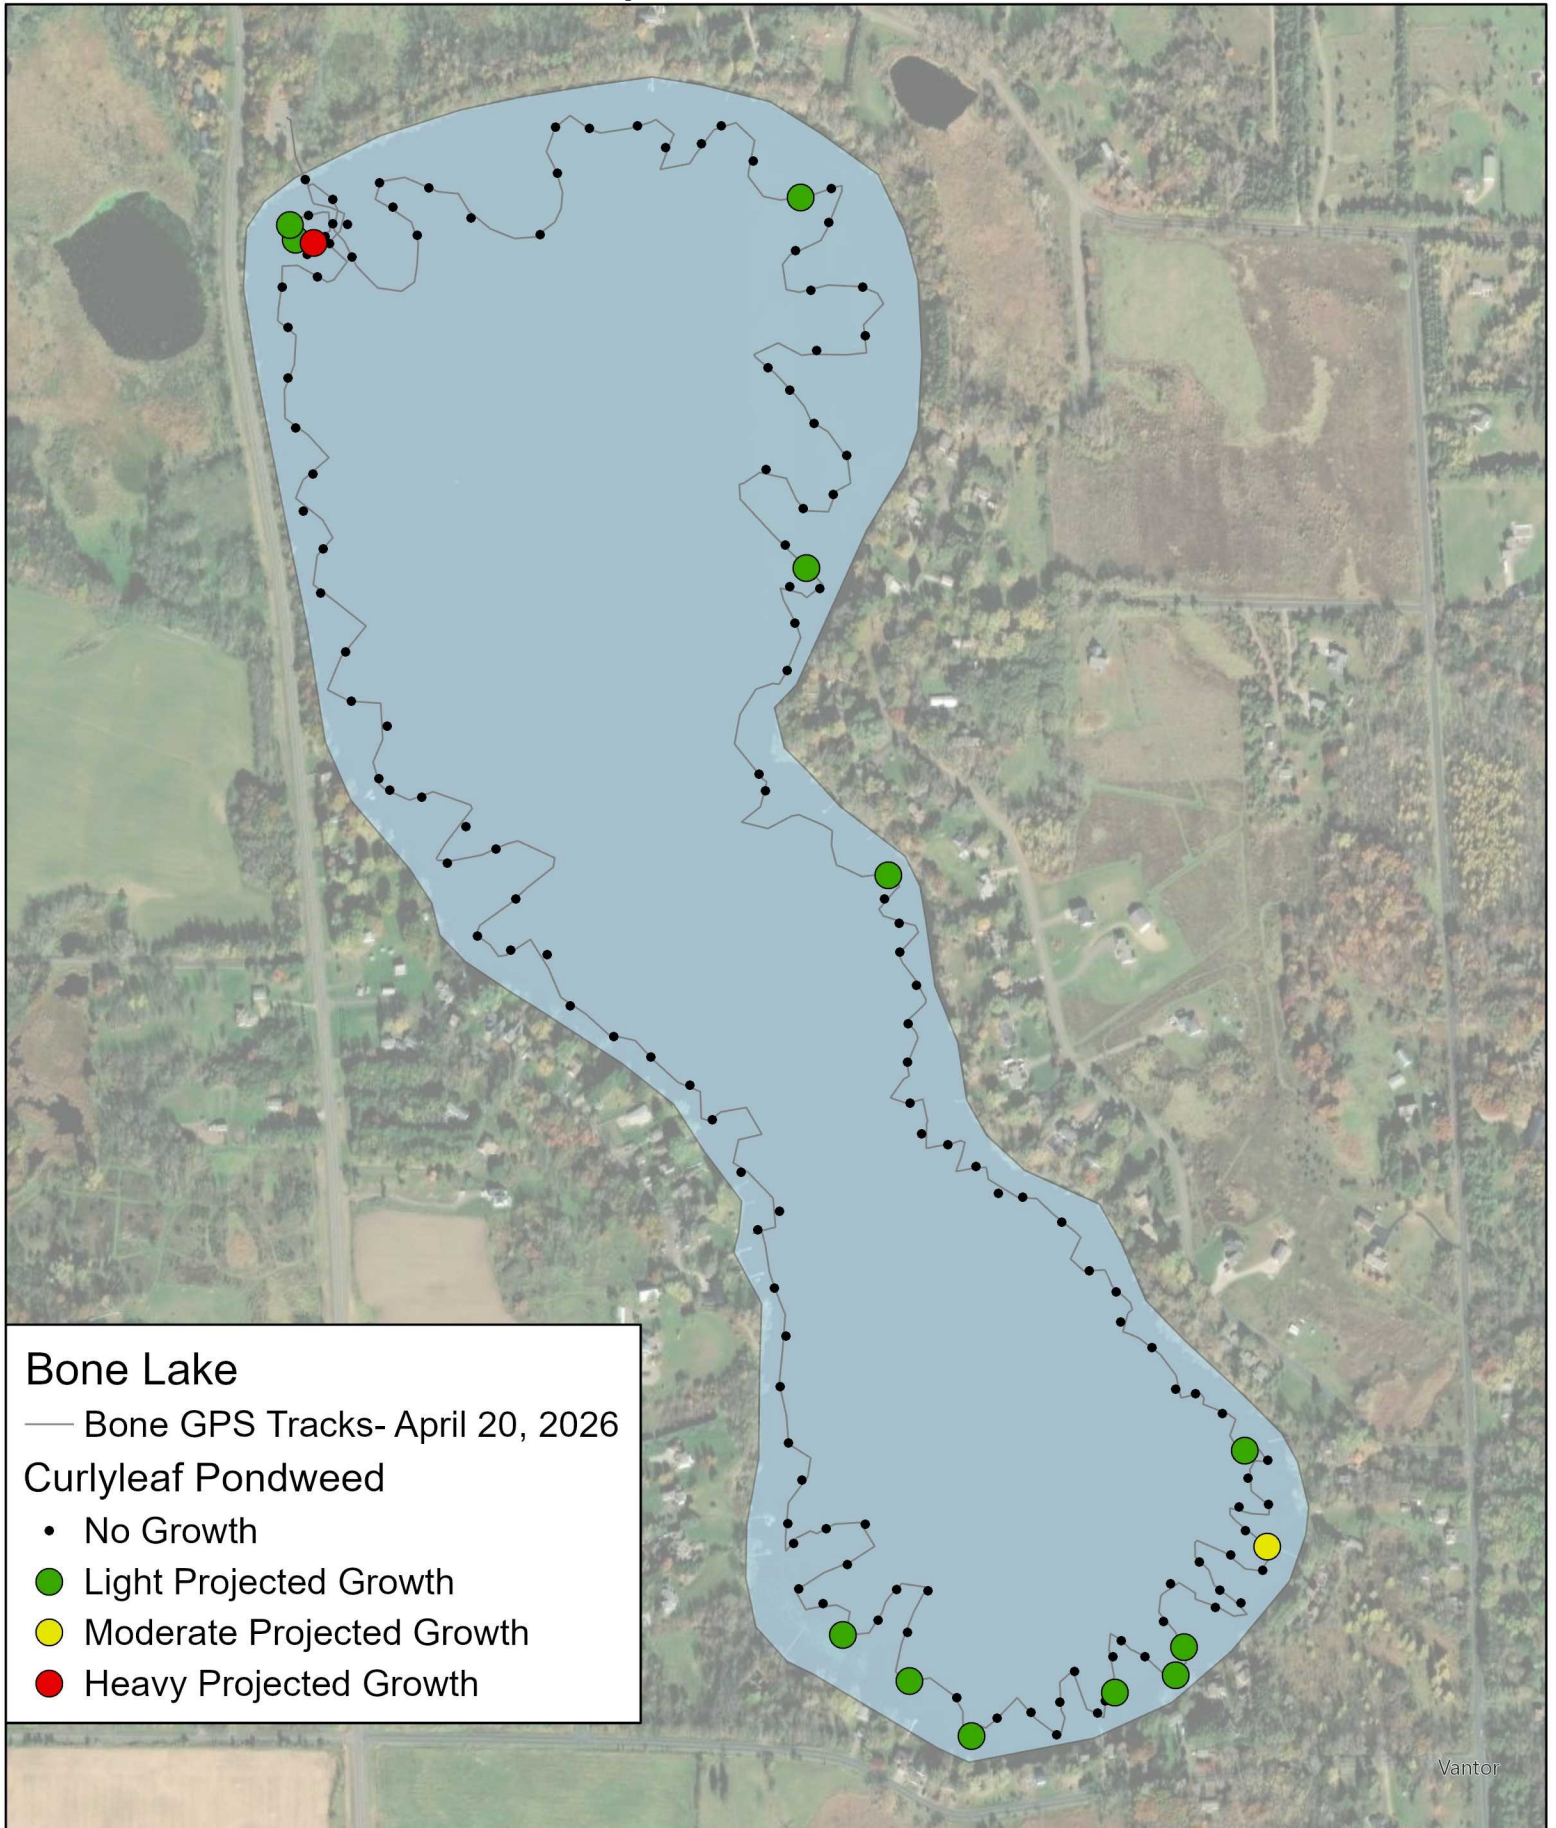 Bone Lake
Bone GPS Tracks- April 20, 2026
Curlyleaf Pondweed
No Growth
Light Projected Growth
Moderate Projected Growth
Heavy Projected Growth
Vantor